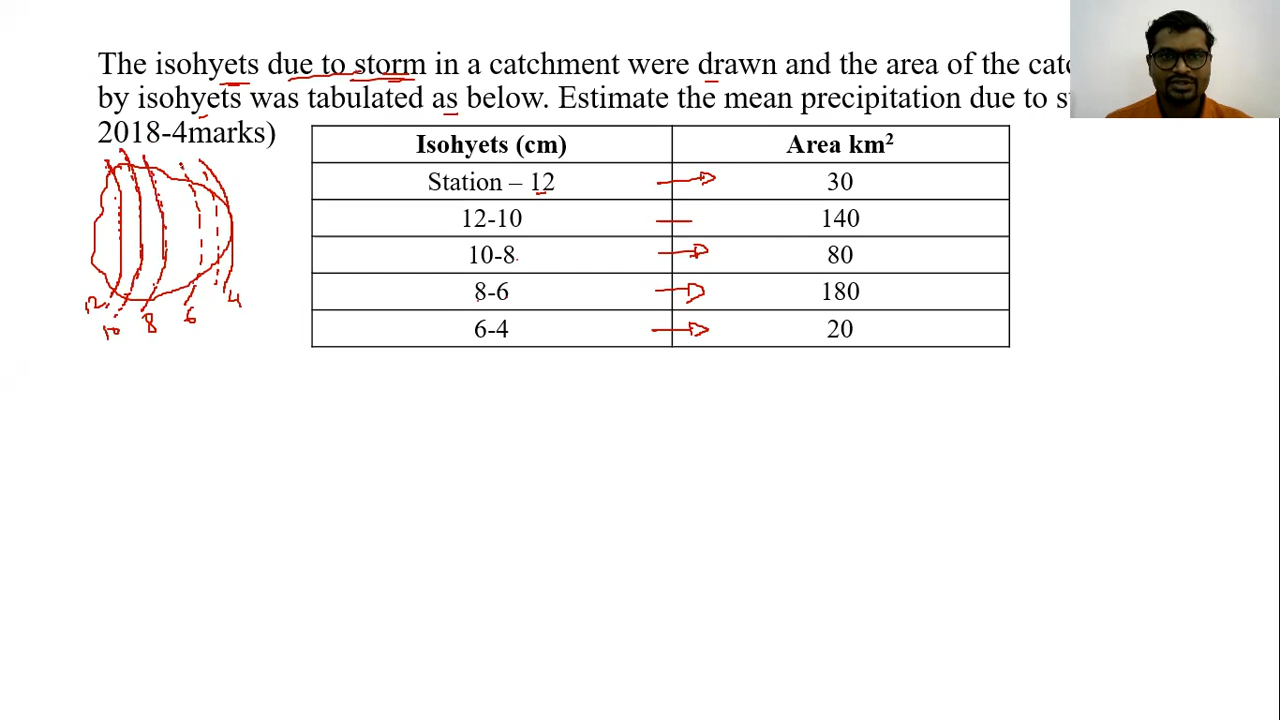 The isohyets due to storm in a catchment were drawn and the area of the
by isohyets was tabulated as below. Estimate the mean precipitation due to
2018-4marks)
Isohyets (cm) Area km²
Station – 12 30
12-10 140
10-8 80
8-6 180
6-4 20
12 10 8 6 4